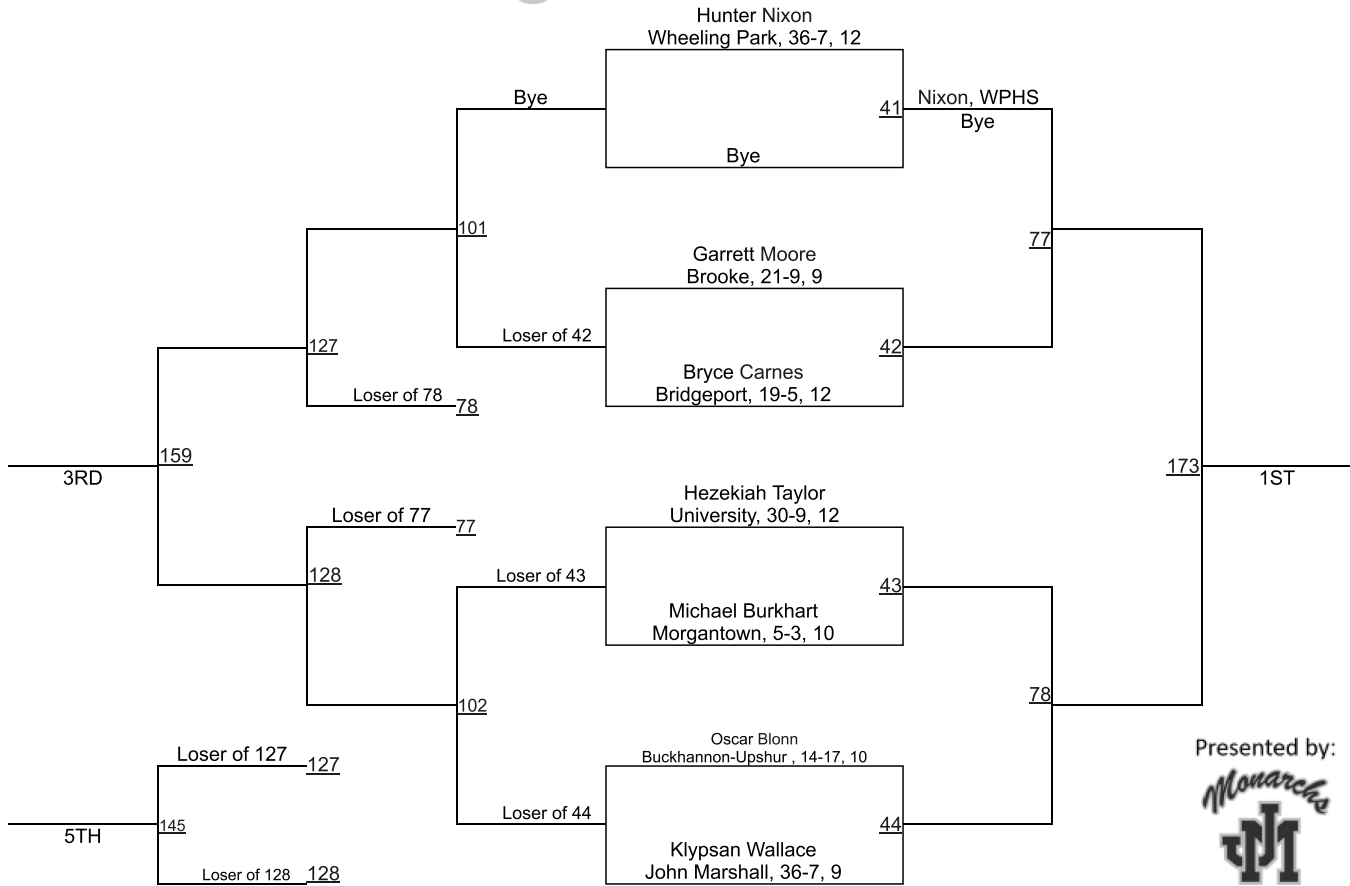 Hunter Nixon
Wheeling Park, 36-7, 12
Bye
41
Nixon, WPHS
Bye
Bye
101
77
Garrett Moore
Brooke, 21-9, 9
Loser of 42
42
127
Bryce Carnes
Bridgeport, 19-5, 12
Loser of 78
78
159
3RD
173
1ST
Hezekiah Taylor
University, 30-9, 12
Loser of 77
77
128
Loser of 43
43
Michael Burkhart
Morgantown, 5-3, 10
102
78
Oscar Blonn
Buckhannon-Upshur , 14-17, 10
Loser of 127
127
Loser of 44
44
145
5TH
Klypsan Wallace
John Marshall, 36-7, 9
Loser of 128
128
Presented by:
Monarchs
JM